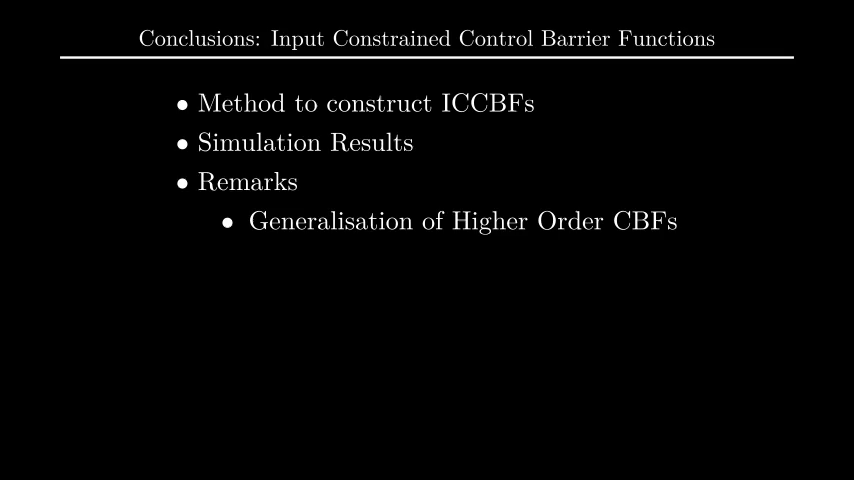 Conclusions: Input Constrained Control Barrier Functions
• Method to construct ICCBFs
• Simulation Results
• Remarks
• Generalisation of Higher Order CBFs